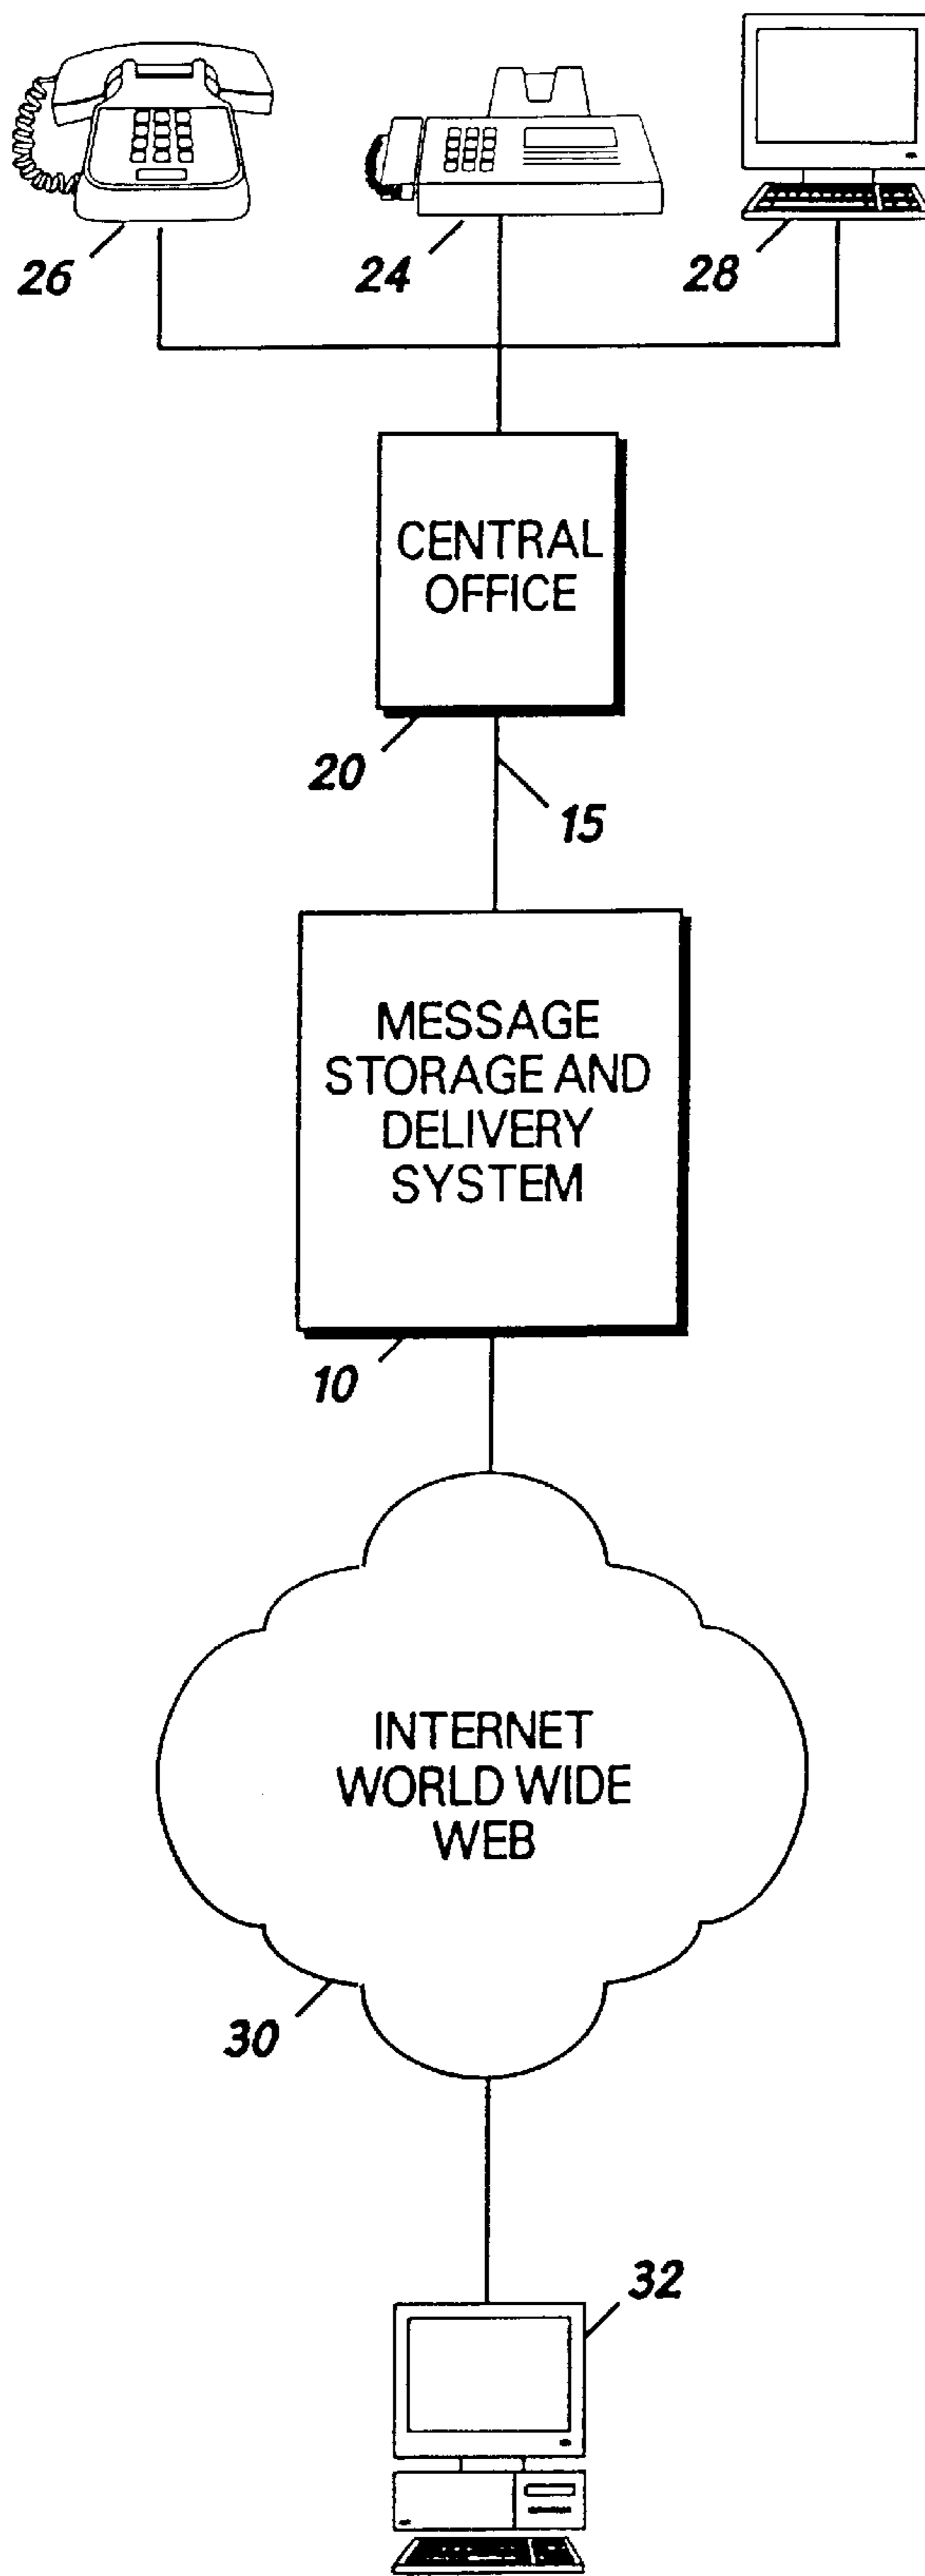 26
24
28
CENTRAL
OFFICE
20
15
MESSAGE
STORAGE AND
DELIVERY
SYSTEM
10
INTERNET
WORLD WIDE
WEB
30
32